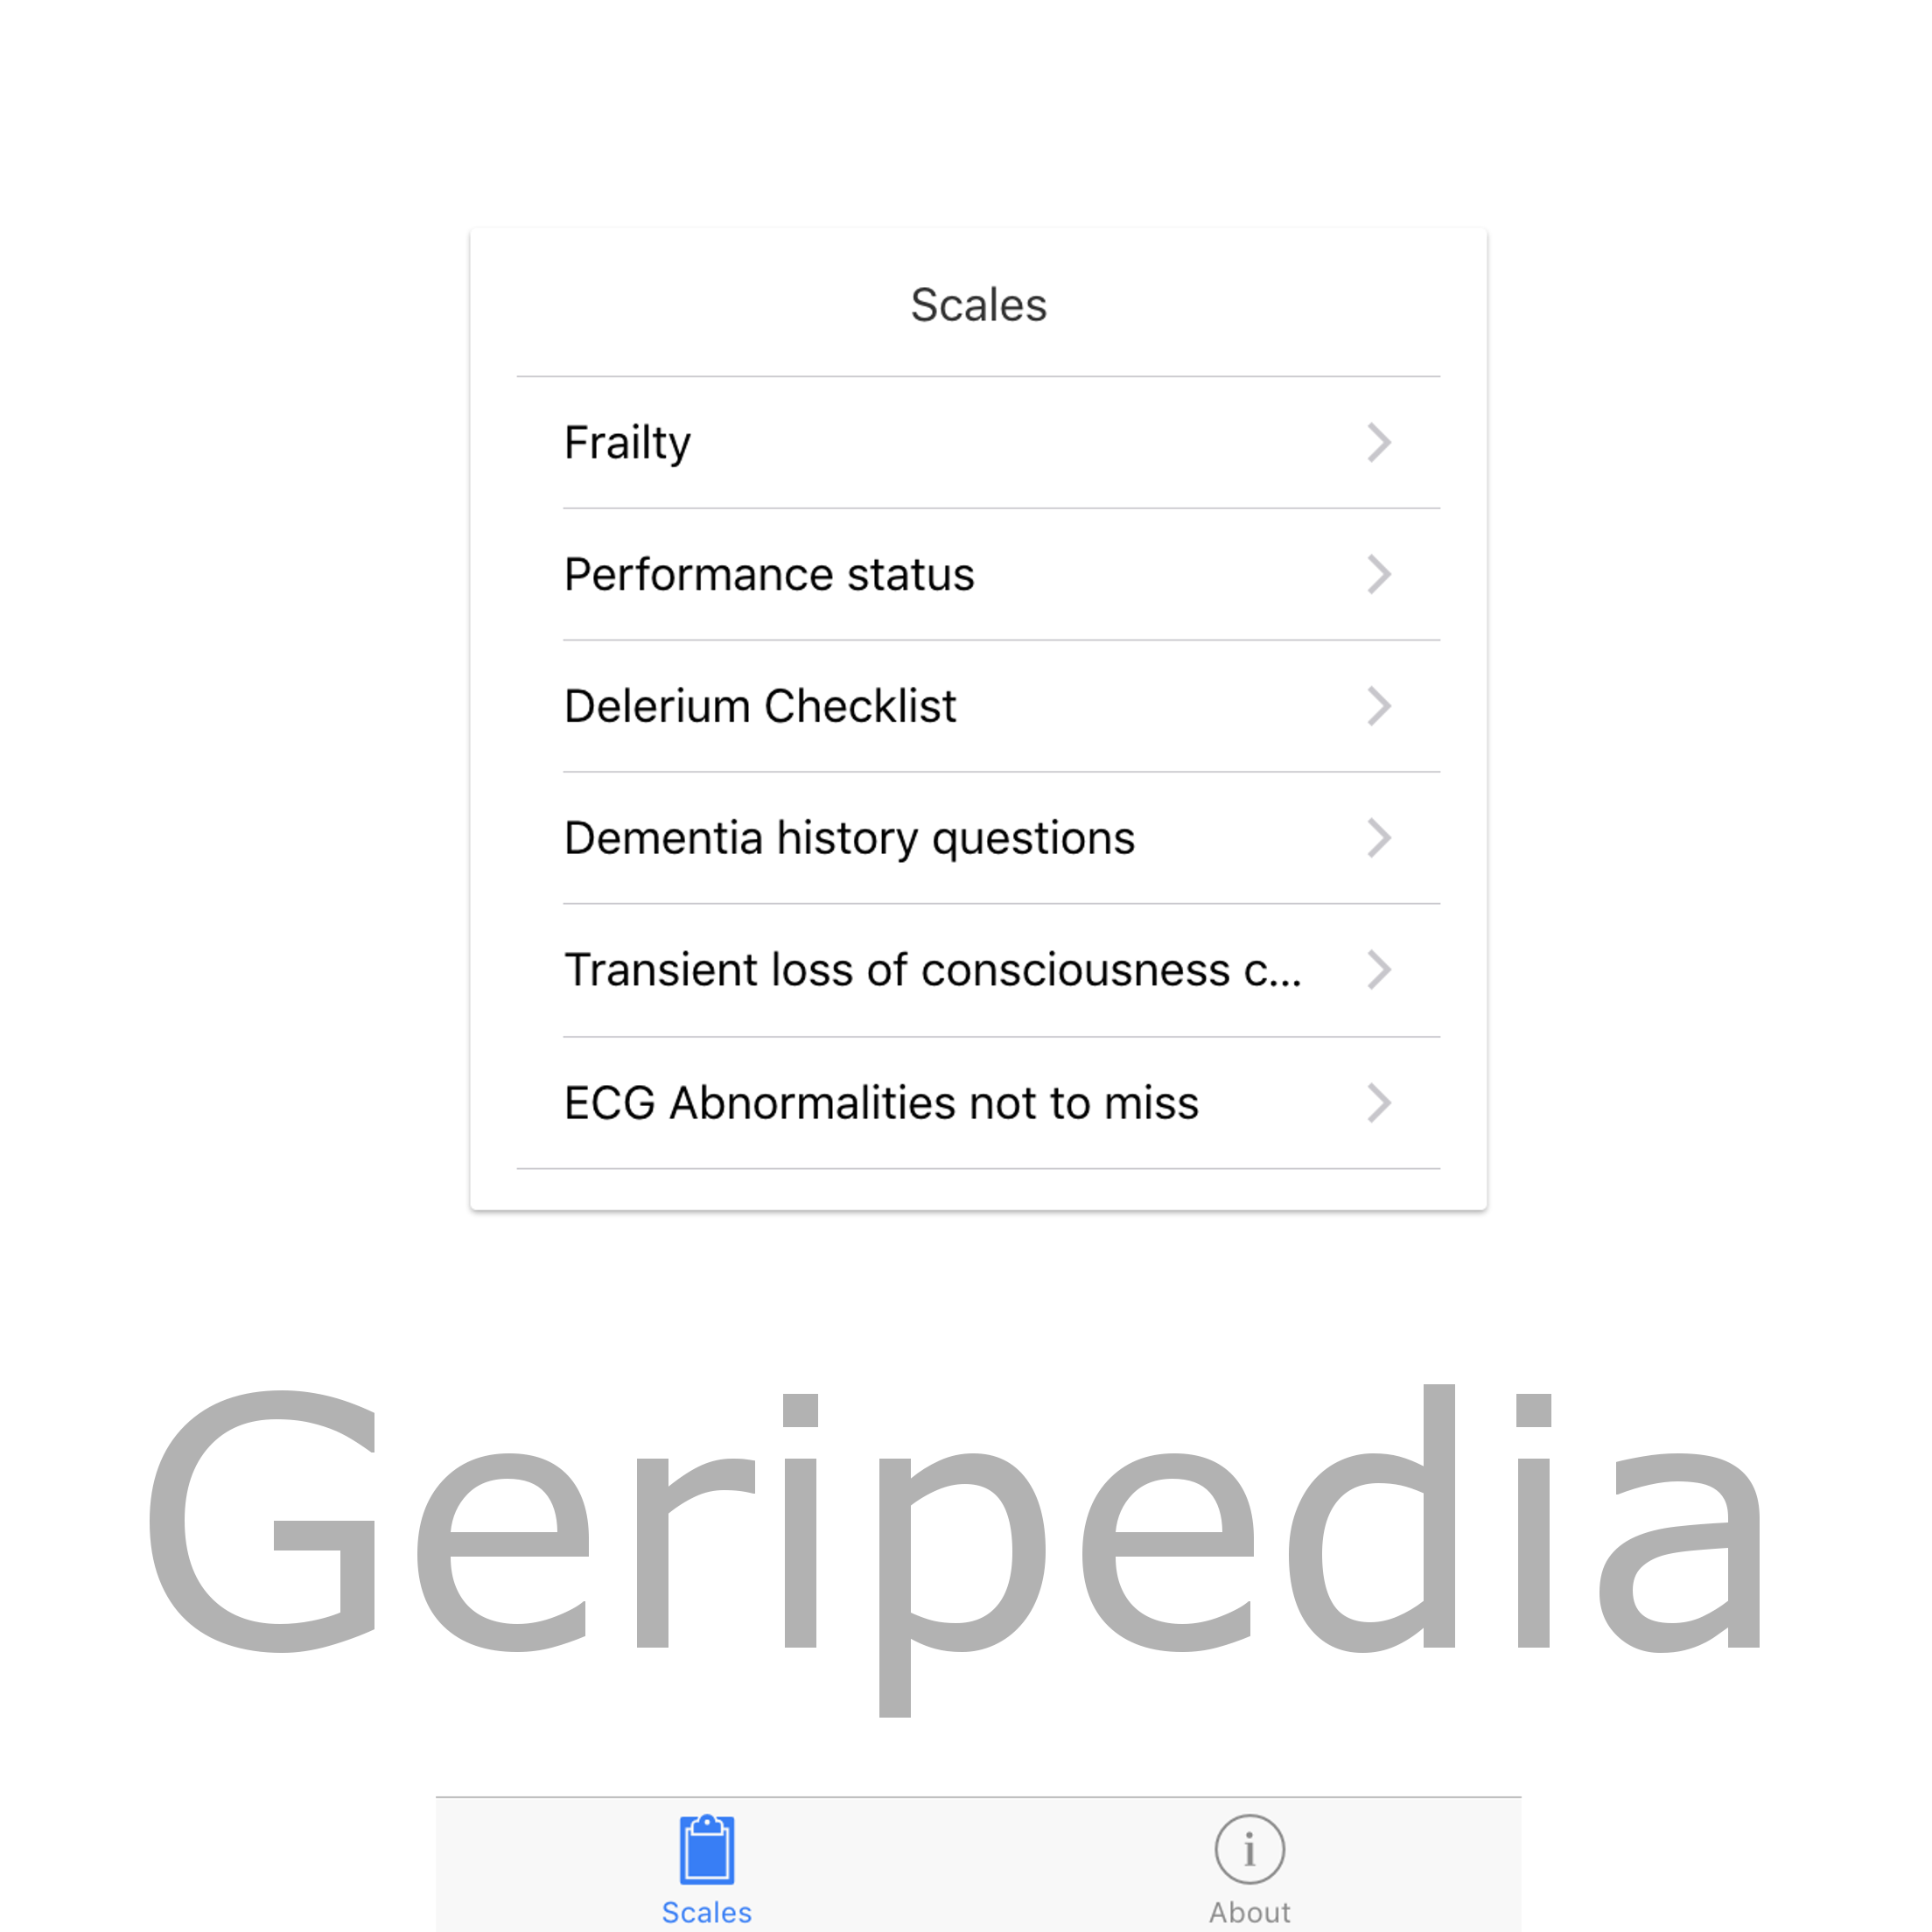 Scales
Frailty
Performance status
Delerium Checklist
Dementia history questions
Transient loss of consciousness c...
ECG Abnormalities not to miss
Geripedia
Scales
About